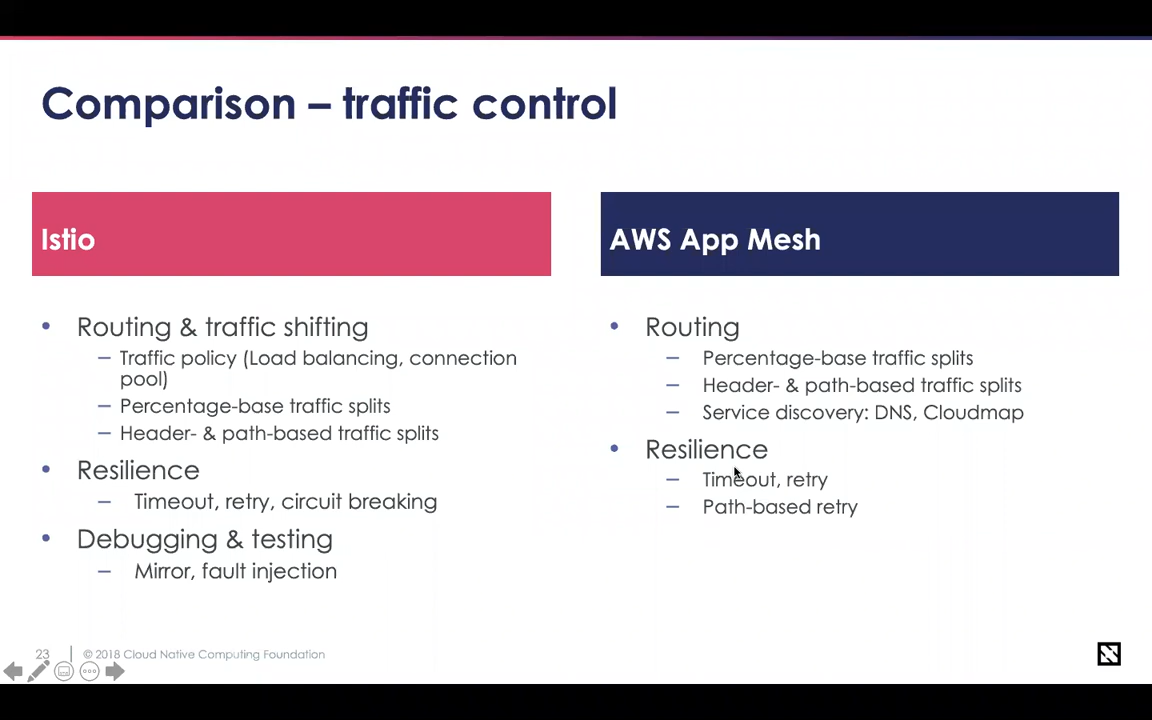 Comparison – traffic control
Istio
• Routing & traffic shifting
– Traffic policy (Load balancing, connection
pool)
– Percentage-base traffic splits
– Header- & path-based traffic splits
• Resilience
– Timeout, retry, circuit breaking
• Debugging & testing
– Mirror, fault injection
AWS App Mesh
• Routing
– Percentage-base traffic splits
– Header- & path-based traffic splits
– Service discovery: DNS, Cloudmap
• Resilience
– Timeout, retry
– Path-based retry
23 | © 2018 Cloud Native Computing Foundation